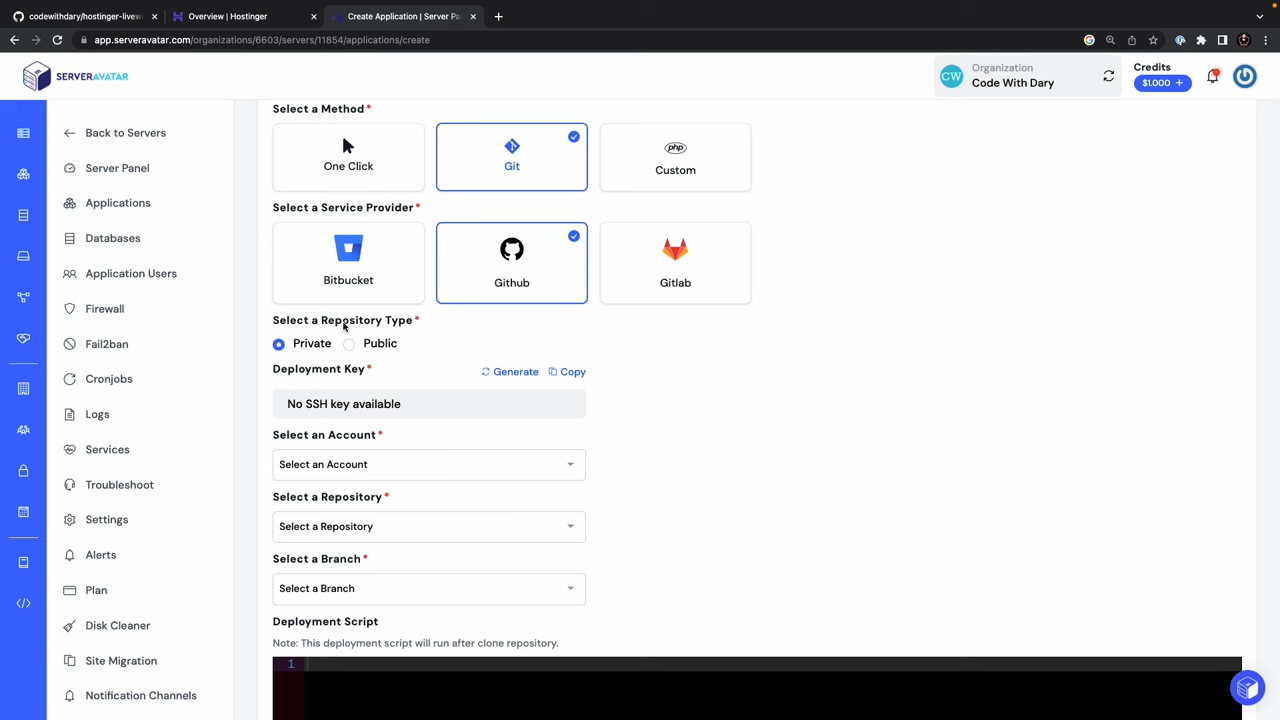 codewithdary/hostinger-livew
Overview | Hostinger
Create Application | Server Pa
app.serveravatar.com/organizations/6603/servers/11854/applications/create
SERVERAVATAR
CW
Organization
Code With Dary
Credits
$1.000 +
Back to Servers
Server Panel
Applications
Databases
Application Users
Firewall
Fail2ban
Cronjobs
Logs
Services
Troubleshoot
Settings
Alerts
Plan
Disk Cleaner
Site Migration
Notification Channels
Select a Method*
One Click
Git
php
Custom
Select a Service Provider*
Bitbucket
Github
Gitlab
Select a Repository Type*
Private
Public
Deployment Key*
Generate
Copy
No SSH key available
Select an Account*
Select an Account
Select a Repository*
Select a Repository
Select a Branch*
Select a Branch
Deployment Script
Note: This deployment script will run after clone repository.
1